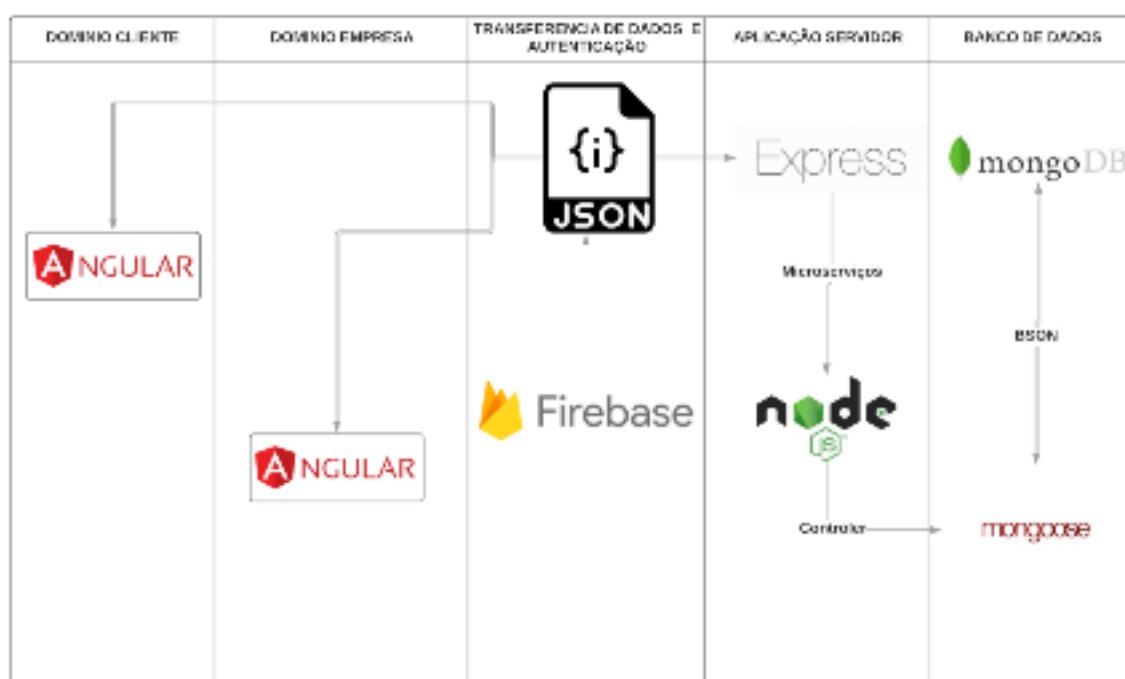 DOMINIO CLIENTE
DOMINIO EMPRESA
TRANSFERENCIA DE DADOS E
AUTENTICAÇÃO
APLICAÇÃO SERVIDOR
BANCO DE DADOS
{i}
JSON
Express
mongoDB
ANGULAR
Microserviços
BSON
Firebase
node
JS
ANGULAR
Controler
mongoose